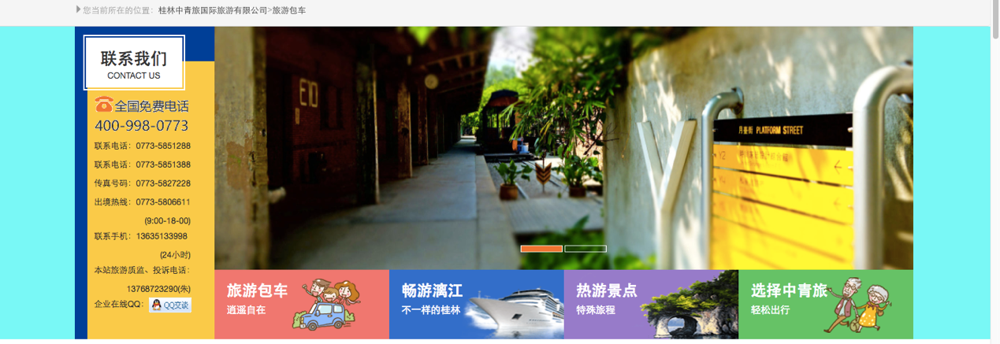 您当前所在的位置：桂林中青旅国际旅游有限公司>旅游包车
联系我们
CONTACT US
全国免费电话
400-998-0773
联系电话：0773-5851288
联系电话：0773-5851388
传真号码：0773-5827228
出境热线：0773-5806611
(9:00-18:00)
联系手机：13635133998
(24小时)
本站旅游质监、投诉电话：
13768723290(朱)
企业在线QQ：QQ交谈
E10
Y
月臺街 PLATFORM STREET
Y2
旅游包车
逍遥自在
畅游漓江
不一样的桂林
热游景点
特殊旅程
选择中青旅
轻松出行